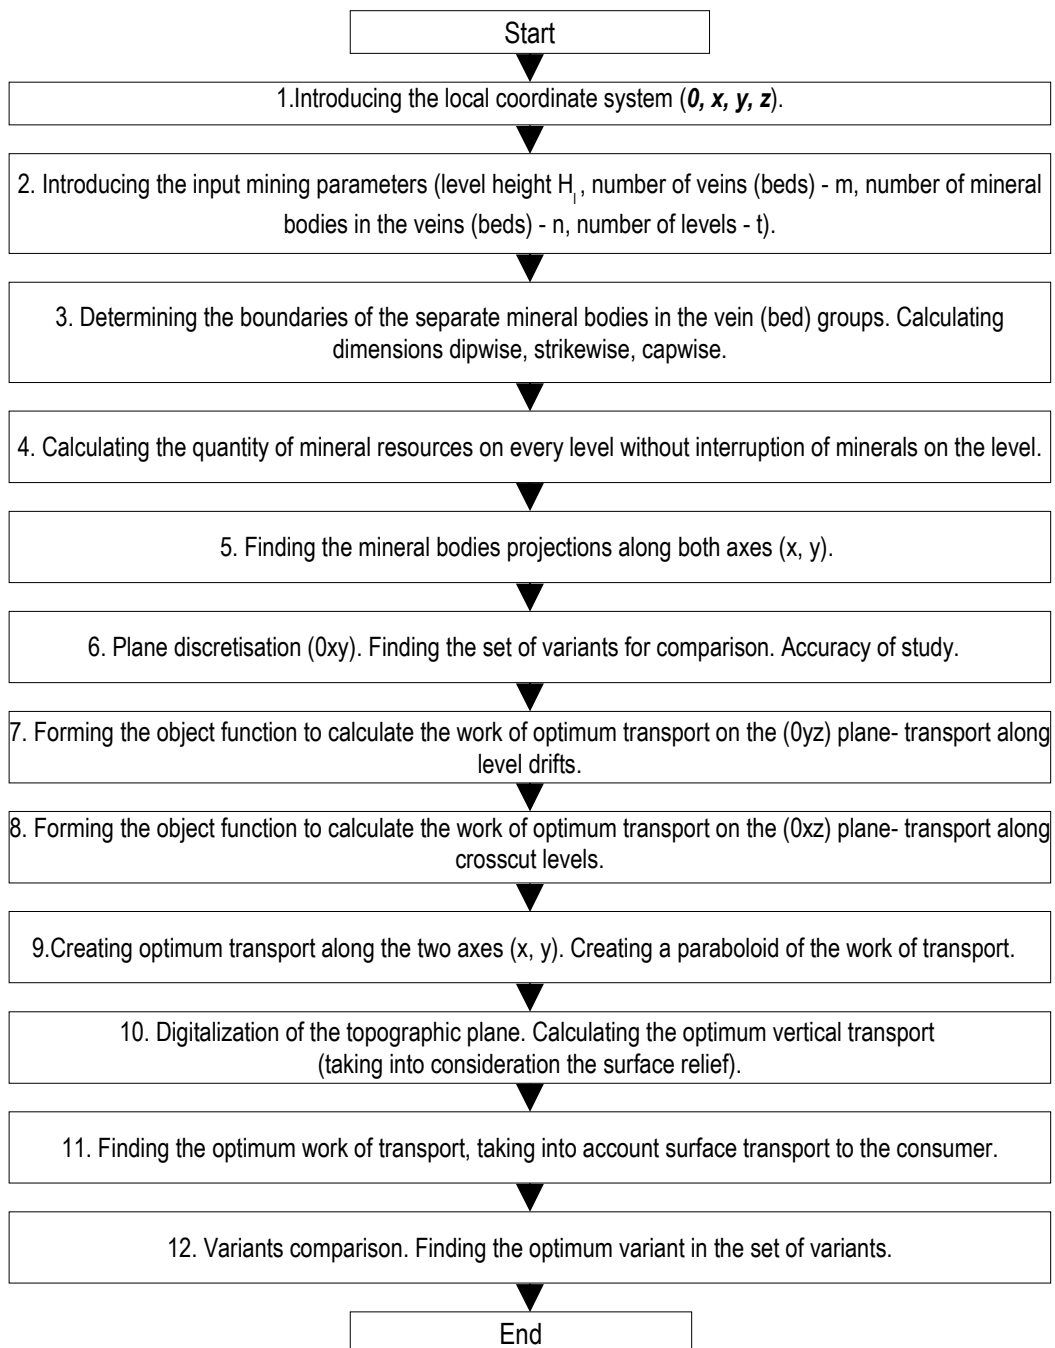 Start
1.Introducing the local coordinate system (0, x, y, z).
2. Introducing the input mining parameters (level height Hl, number of veins (beds) - m, number of mineral
bodies in the veins (beds) - n, number of levels - t).
3. Determining the boundaries of the separate mineral bodies in the vein (bed) groups. Calculating
dimensions dipwise, strikewise, capwise.
4. Calculating the quantity of mineral resources on every level without interruption of minerals on the level.
5. Finding the mineral bodies projections along both axes (x, y).
6. Plane discretisation (0xy). Finding the set of variants for comparison. Accuracy of study.
7. Forming the object function to calculate the work of optimum transport on the (0yz) plane- transport along
level drifts.
8. Forming the object function to calculate the work of optimum transport on the (0xz) plane- transport along
crosscut levels.
9.Creating optimum transport along the two axes (x, y). Creating a paraboloid of the work of transport.
10. Digitalization of the topographic plane. Calculating the optimum vertical transport
(taking into consideration the surface relief).
11. Finding the optimum work of transport, taking into account surface transport to the consumer.
12. Variants comparison. Finding the optimum variant in the set of variants.
End